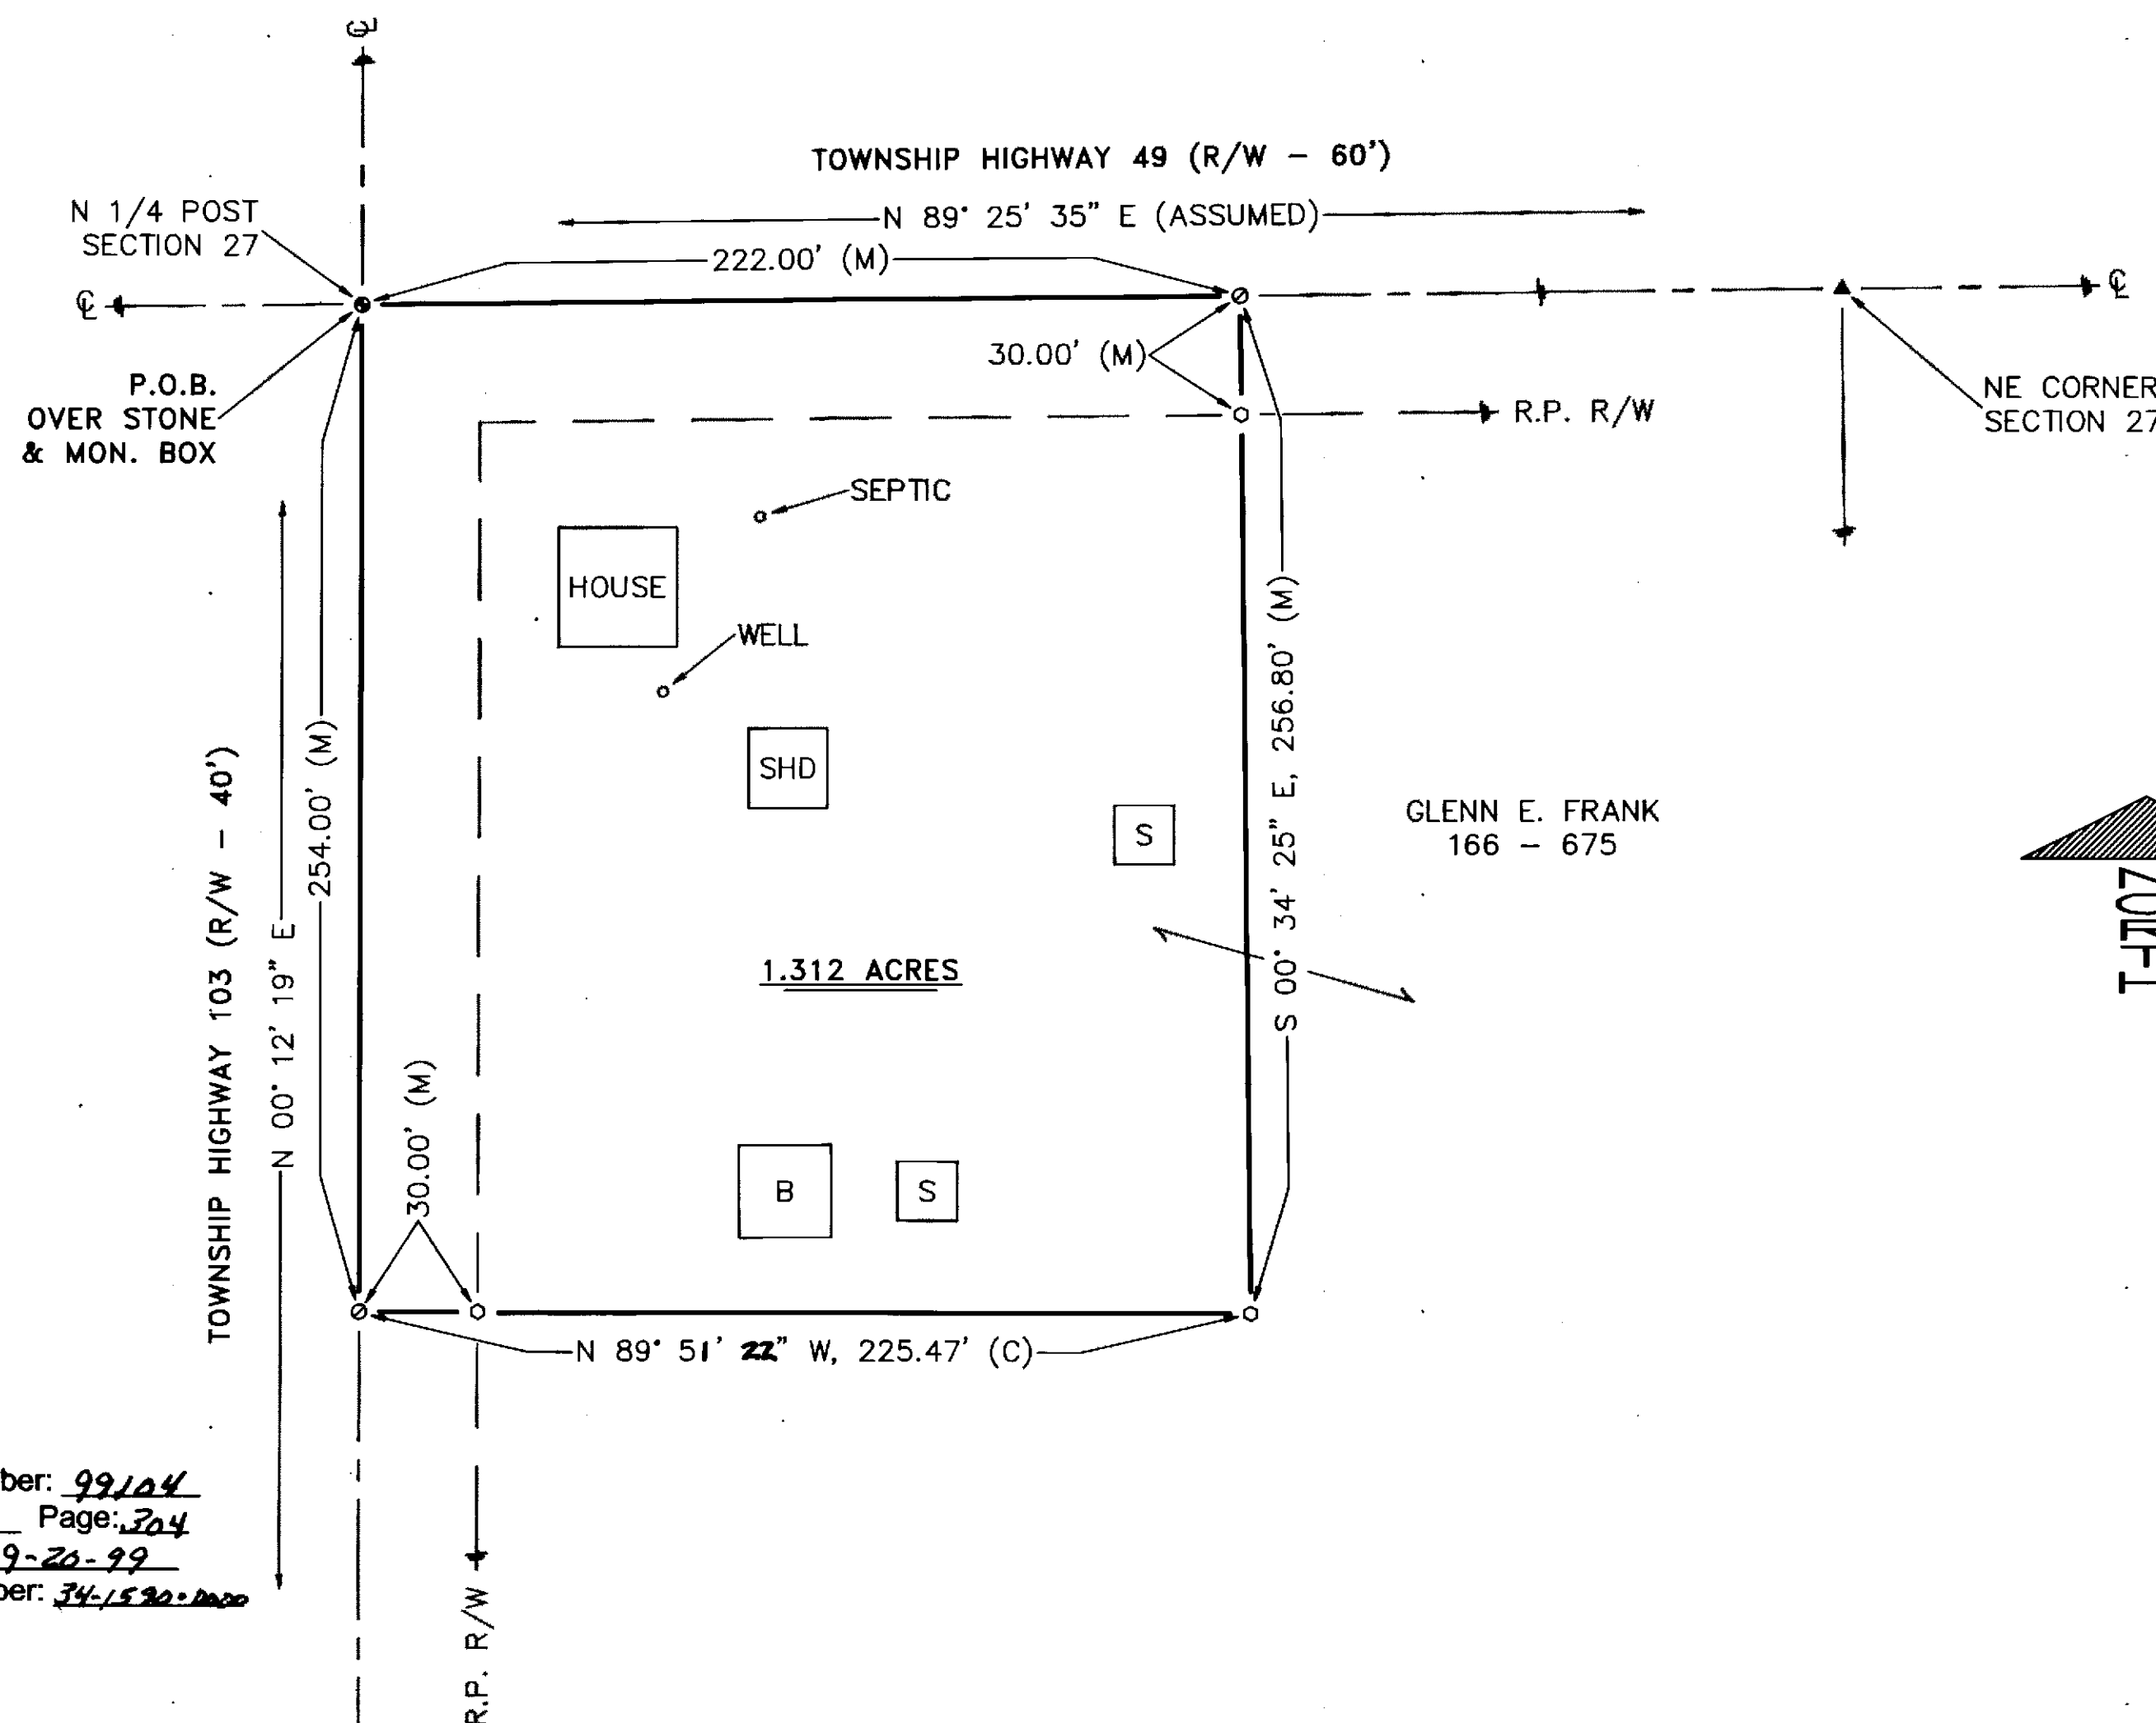 ℄
TOWNSHIP HIGHWAY 49 (R/W - 60')
N 89° 25' 35" E (ASSUMED)
N 1/4 POST
SECTION 27
222.00' (M)
℄
℄
30.00' (M)
P.O.B.
OVER STONE
& MON. BOX
R.P. R/W
NE CORNER
SECTION 27
SEPTIC
HOUSE
WELL
SHD
S
TOWNSHIP HIGHWAY 103 (R/W - 40')
N 00° 12' 19" E
254.00' (M)
S 00° 34' 25" E, 256.80' (M)
GLENN E. FRANK
166 - 675
1.312 ACRES
30.00' (M)
B
S
N 89° 51' 22" W, 225.47' (C)
ber: 99104
Page: 304
9-20-99
ber:
R.P. R/W